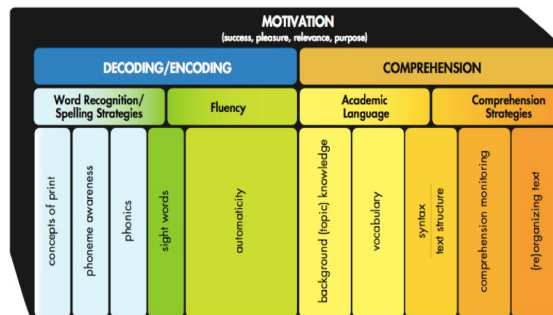 MOTIVATION
(success, pleasure, relevance, purpose)
DECODING/ENCODING
COMPREHENSION
Word Recognition/
Spelling Strategies
Fluency
Academic
Language
Comprehension
Strategies
concepts of print
phoneme awareness
phonics
sight words
automaticity
background (topic) knowledge
vocabulary
syntax
text structure
comprehension monitoring
(re)organizing text